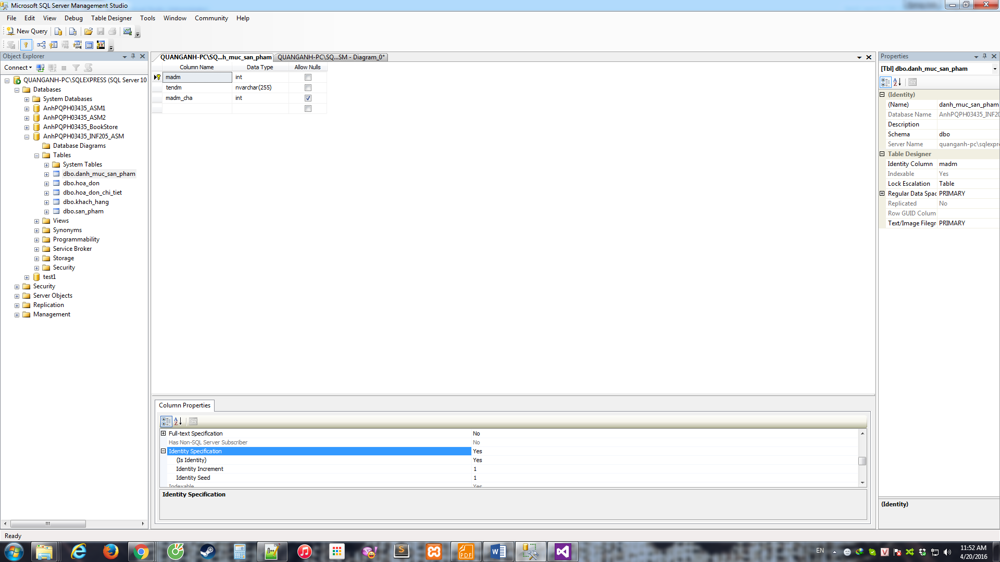 Microsoft SQL Server Management Studio
File Edit View Debug Table Designer Tools Window Community Help
New Query
Object Explorer
Connect
QUANGANH-PC\SQLEXPRESS (SQL Server 10
Databases
System Databases
AnhPQPH03435_ASM1
AnhPQPH03435_ASM2
AnhPQPH03435_BookStore
AnhPQPH03435_INF205_ASM
Database Diagrams
Tables
System Tables
dbo.danh_muc_san_pham
dbo.hoa_don
dbo.hoa_don_chi_tiet
dbo.khach_hang
dbo.san_pham
Views
Synonyms
Programmability
Service Broker
Storage
Security
test1
Security
Server Objects
Replication
Management
QUANGANH-PC\SQ...h_muc_san_pham QUANGANH-PC\SQ...SM - Diagram_0*
Column Name Data Type Allow Nulls
madm int
tendm nvarchar(255)
madm_cha int
Column Properties
Full-text Specification No
Has Non-SQL Server Subscriber No
Identity Specification Yes
(Is Identity) Yes
Identity Increment 1
Identity Seed 1
Indexable Yes
Identity Specification
Properties
[Tbl] dbo.danh_muc_san_pham
(Identity)
(Name) danh_muc_san_pham
Database Name AnhPQPH03435_INF20
Description
Schema dbo
Server Name quanganh-pc\sqlexpre
Table Designer
Identity Column madm
Indexable Yes
Lock Escalation Table
Regular Data Spac PRIMARY
Replicated No
Row GUID Colum
Text/Image Filegr PRIMARY
(Identity)
Ready
EN
11:52 AM
4/20/2016